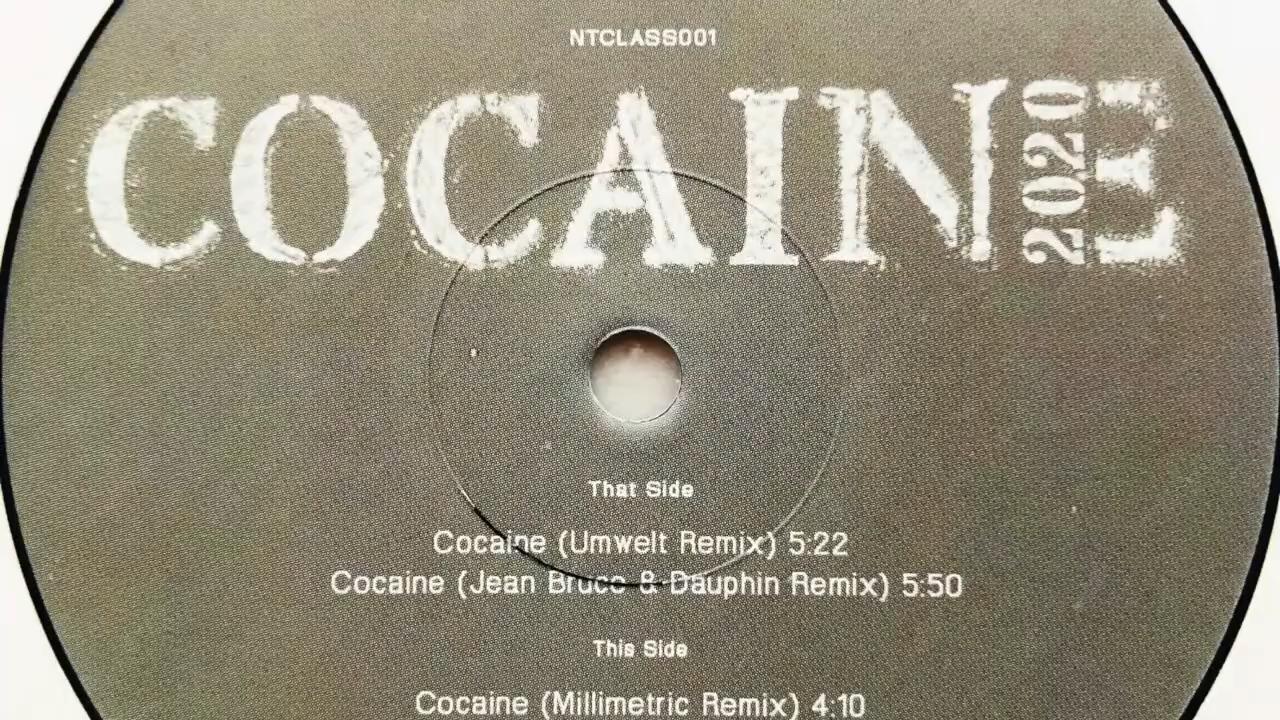 NTCLASS001
COCAINE 2020
That Side
Cocaine (Umwelt Remix) 5:22
Cocaine (Jean Bruce & Dauphin Remix) 5:50
This Side
Cocaine (Millimetric Remix) 4:10